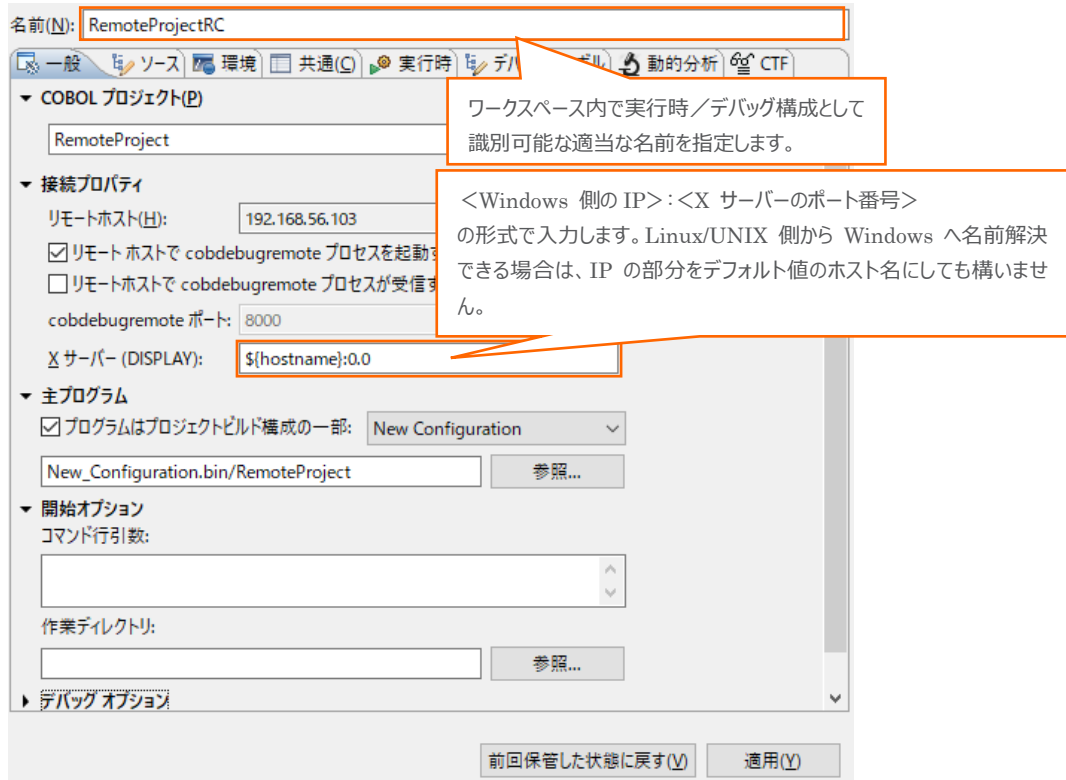 名前(N): RemoteProjectRC
一般 ソース 環境 共通(C) 実行時 デバ ボル 動的分析 CTF
COBOL プロジェクト(P)
RemoteProject
ワークスペース内で実行時／デバッグ構成として
識別可能な適当な名前を指定します。
接続プロパティ
リモートホスト(H): 192.168.56.103
リモート ホストで cobdebugremote プロセスを起動す
リモートホストで cobdebugremote プロセスが受信す
cobdebugremote ポート: 8000
X サーバー (DISPLAY): ${hostname}:0.0
＜Windows 側の IP＞：＜X サーバーのポート番号＞
の形式で入力します。Linux/UNIX 側から Windows へ名前解決
できる場合は、IP の部分をデフォルト値のホスト名にしても構いませ
ん。
主プログラム
プログラムはプロジェクトビルド構成の一部: New Configuration
New_Configuration.bin/RemoteProject 参照...
開始オプション
コマンド行引数:
作業ディレクトリ:
参照...
デバッグ オプション
前回保管した状態に戻す(V) 適用(Y)